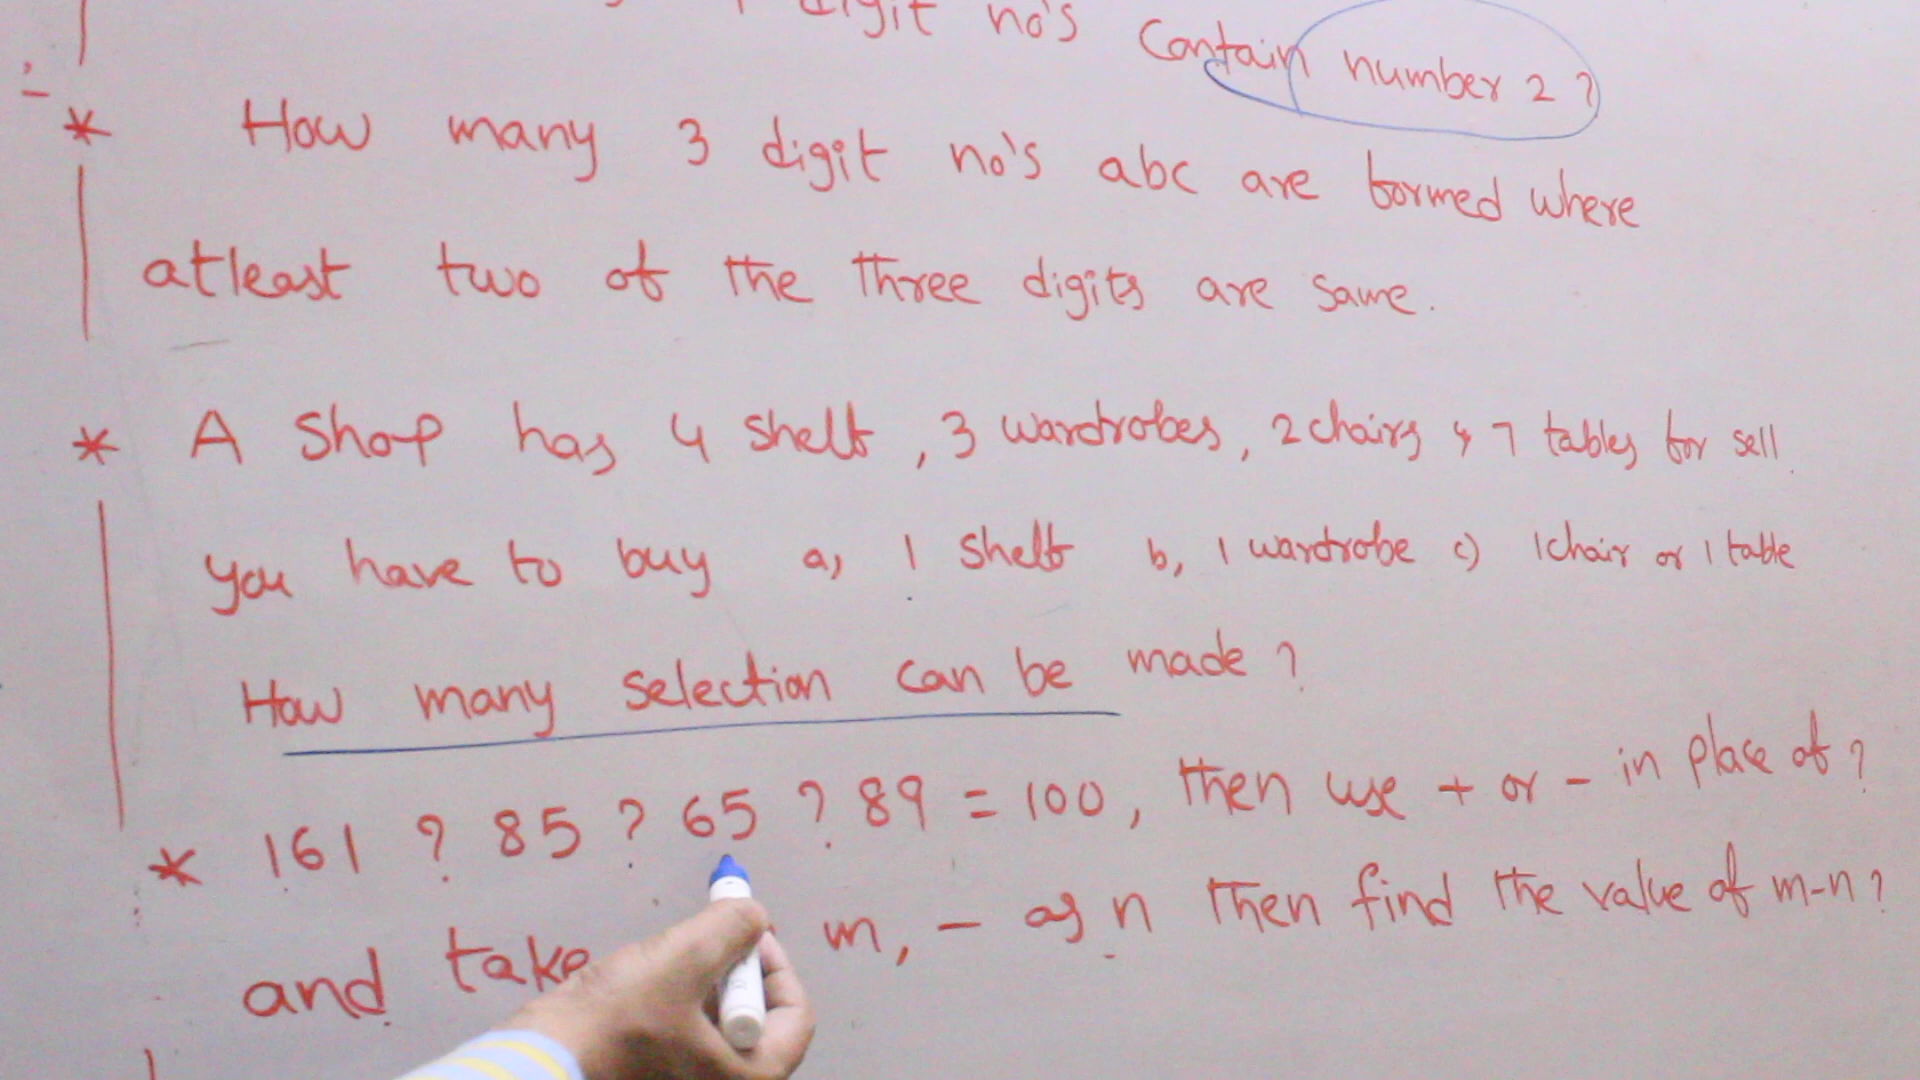 digit no's Contain number 2 ?
* How many 3 digit no's abc are formed where
atleast two of the three digits are same.
* A Shop has 4 shelf, 3 wardrobes, 2 chairs & 7 tables for sell.
you have to buy a, 1 shelf b, 1 wardrobe c) 1 chair or 1 table
How many selection can be made ?
* 161 ? 85 ? 65 ? 89 = 100, then use + or - in place of ?
and take m, - as n then find the value of m-n ?